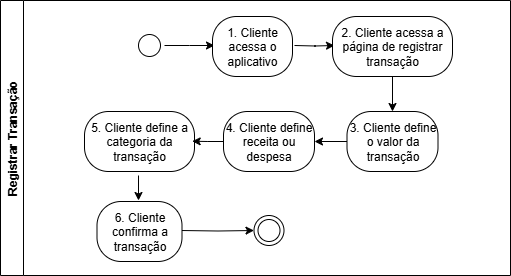 Registrar Transação
1. Cliente
acessa o
aplicativo
2. Cliente acessa a
página de registrar
transação
3. Cliente define
o valor da
transação
4. Cliente define
receita ou
despesa
5. Cliente define a
categoria da
transação
6. Cliente
confirma a
transação